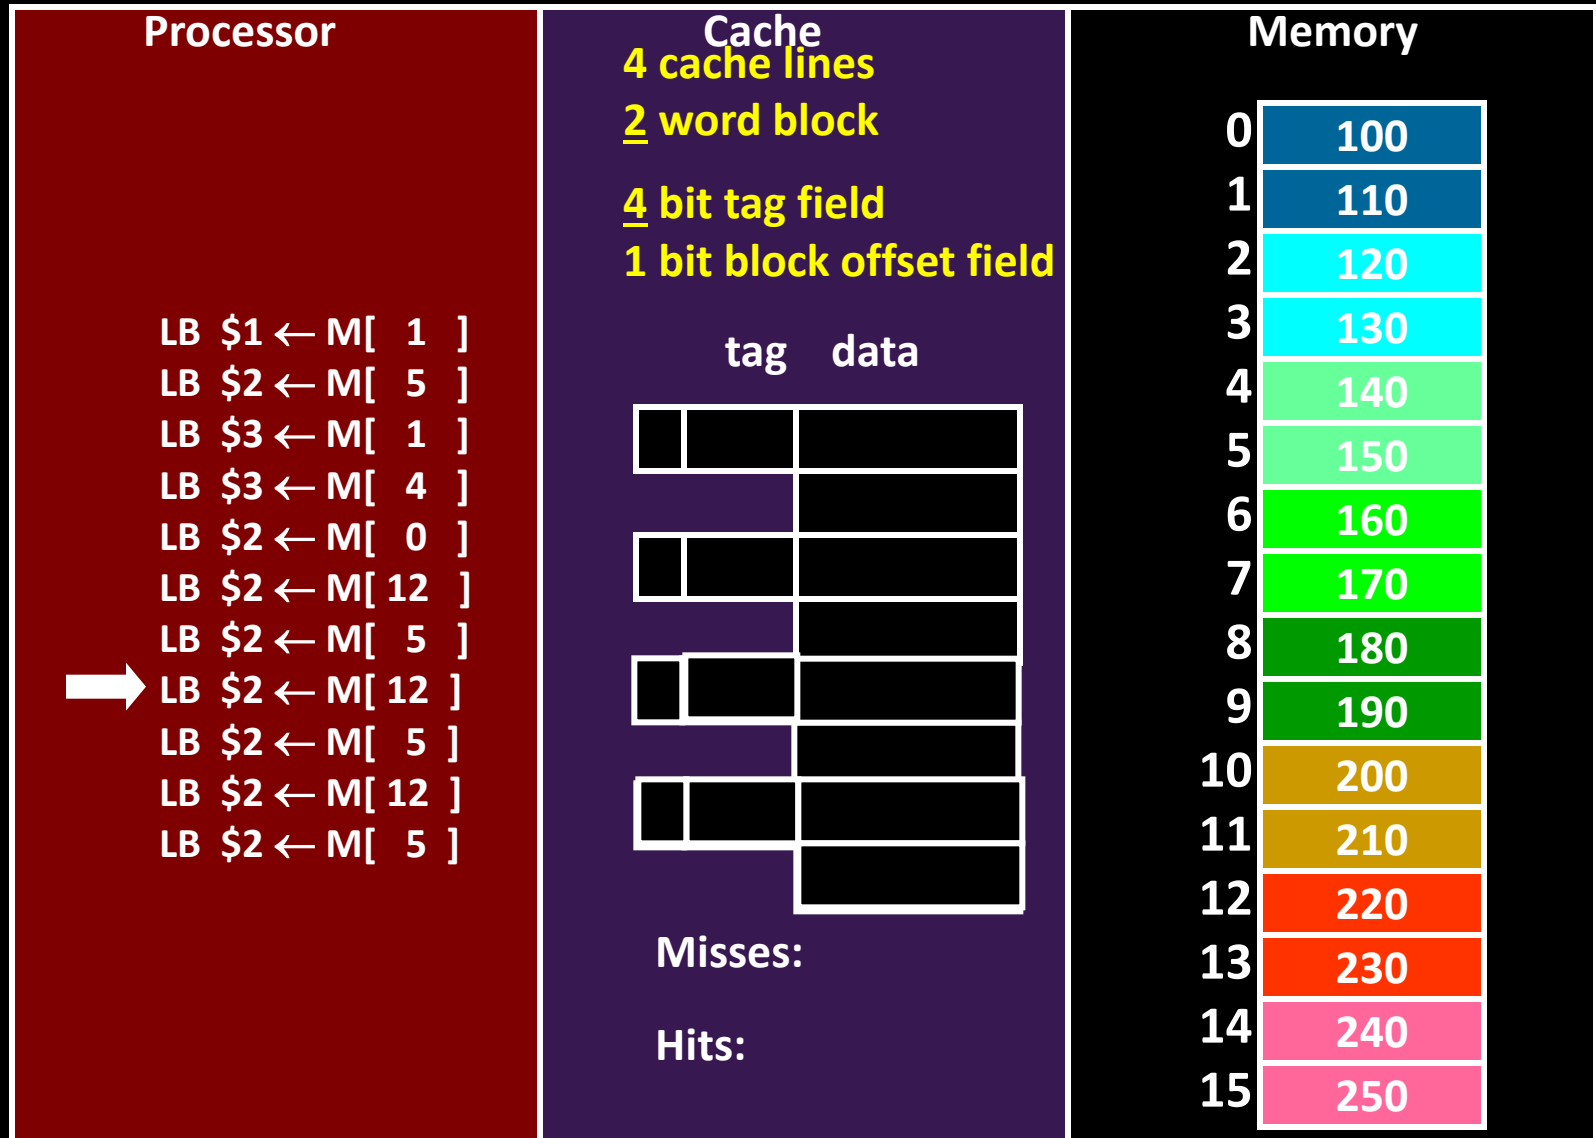 Processor
LB $1 ← M[ 1 ]
LB $2 ← M[ 5 ]
LB $3 ← M[ 1 ]
LB $3 ← M[ 4 ]
LB $2 ← M[ 0 ]
LB $2 ← M[ 12 ]
LB $2 ← M[ 5 ]
LB $2 ← M[ 12 ]
LB $2 ← M[ 5 ]
LB $2 ← M[ 12 ]
LB $2 ← M[ 5 ]
Cache
4 cache lines
2 word block
4 bit tag field
1 bit block offset field
tag data
Misses:
Hits:
Memory
0 100
1 110
2 120
3 130
4 140
5 150
6 160
7 170
8 180
9 190
10 200
11 210
12 220
13 230
14 240
15 250